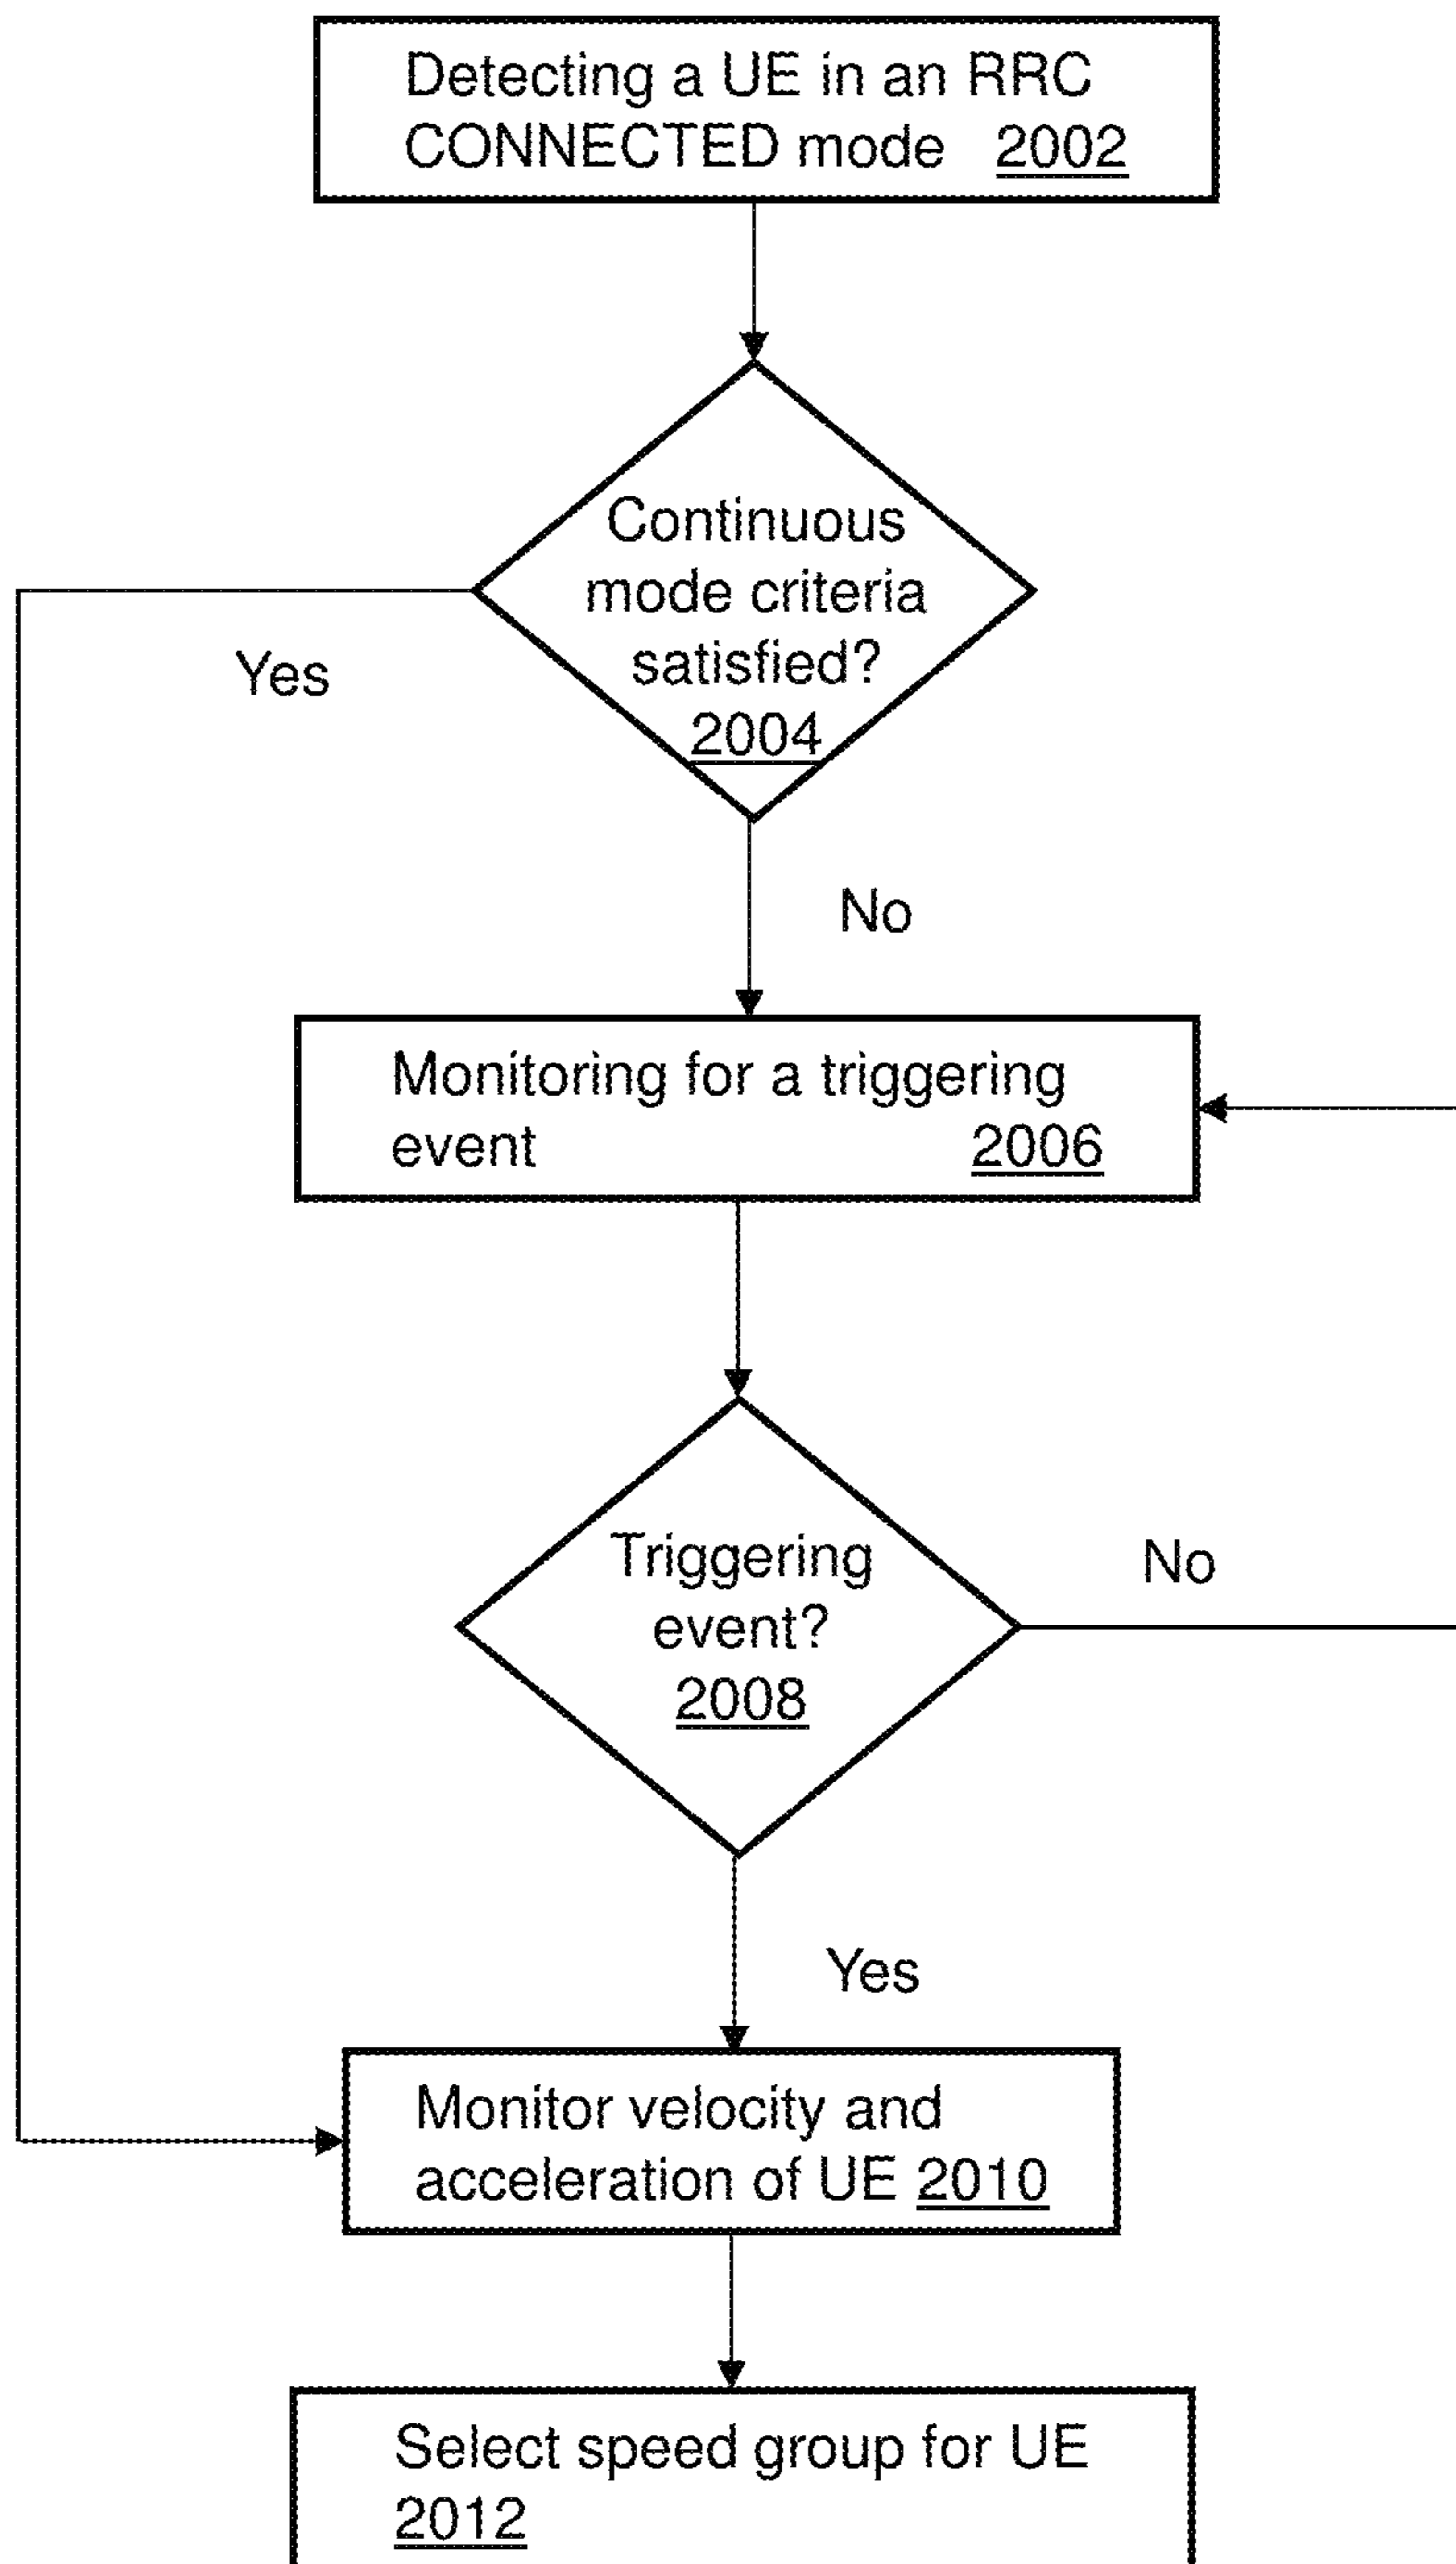 Detecting a UE in an RRC
CONNECTED mode 2002
Continuous
mode criteria
satisfied?
2004
Yes
No
Monitoring for a triggering
event 2006
Triggering
event?
2008
No
Yes
Monitor velocity and
acceleration of UE 2010
Select speed group for UE
2012